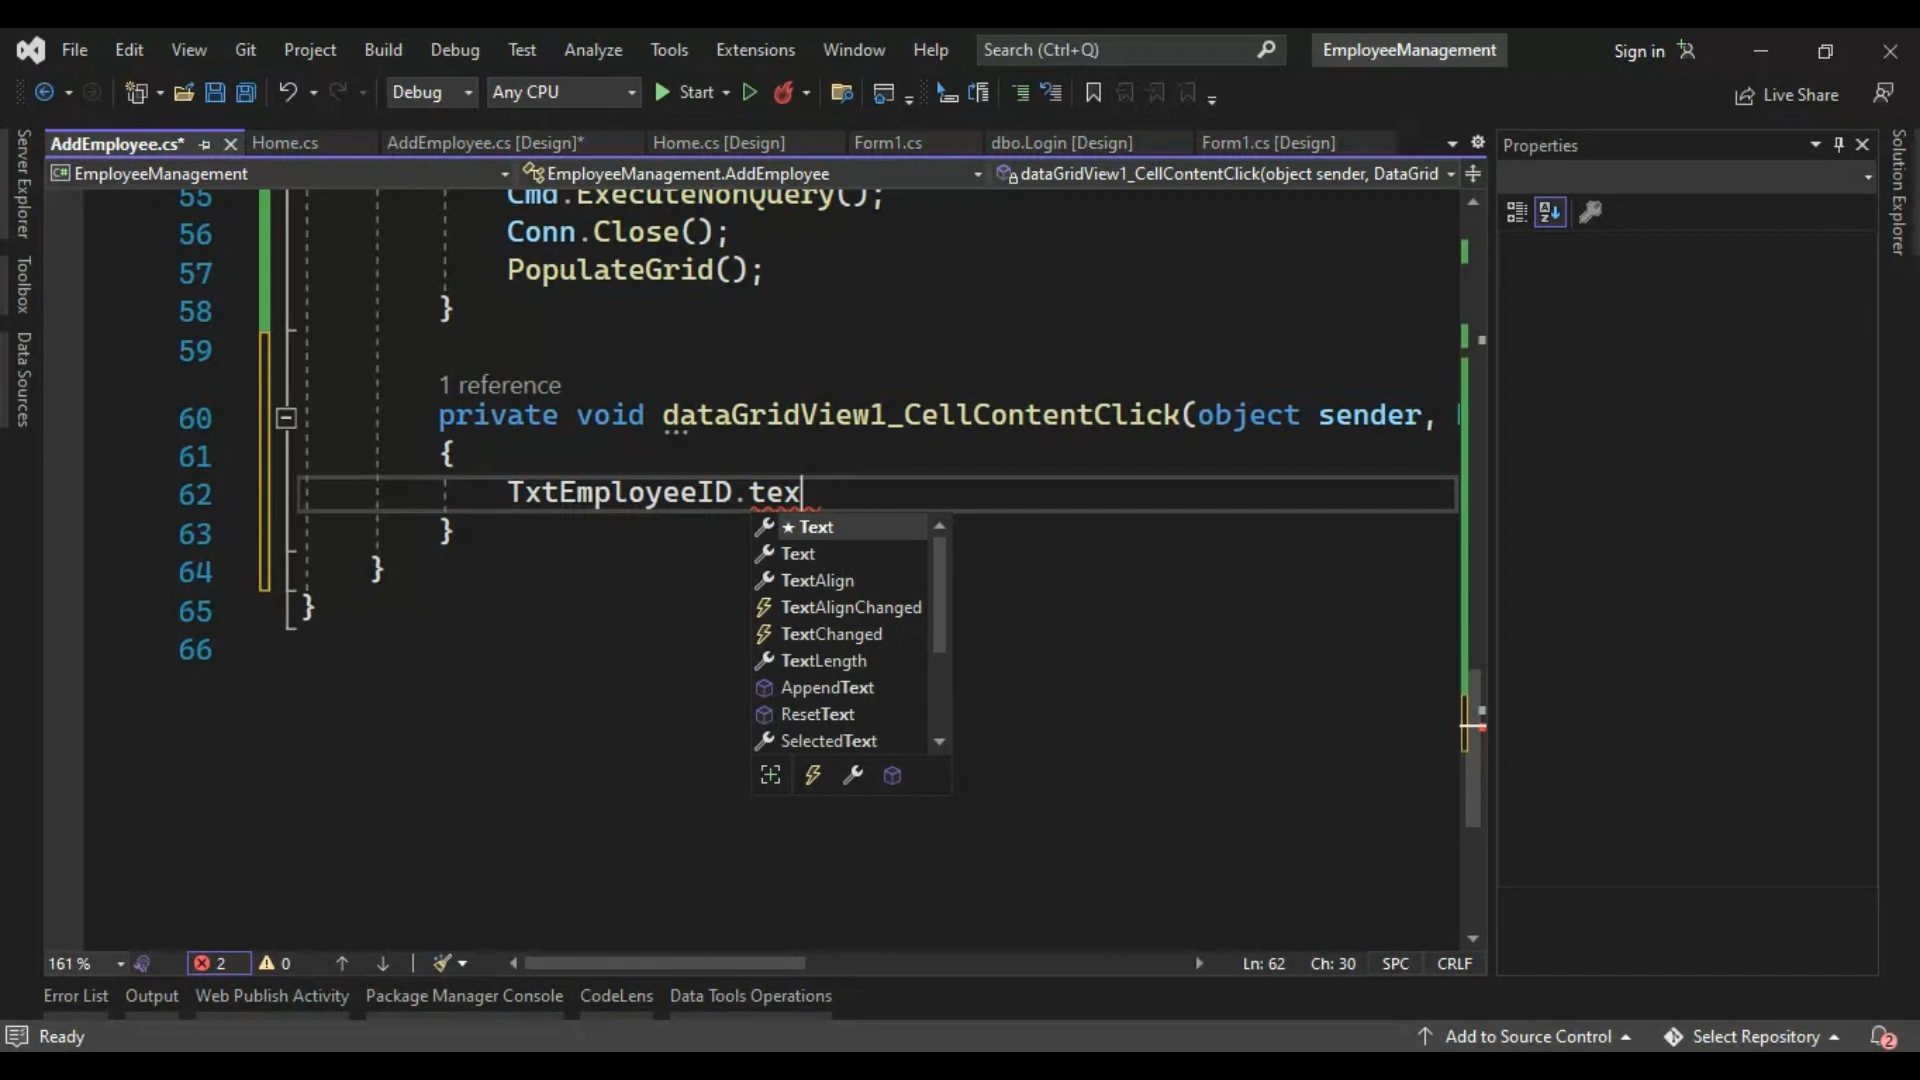 File Edit View Git Project Build Debug Test Analyze Tools Extensions Window Help Search (Ctrl+Q) EmployeeManagement Sign in
Debug Any CPU Start Live Share
AddEmployee.cs* Home.cs AddEmployee.cs [Design]* Home.cs [Design] Form1.cs dbo.Login [Design] Form1.cs [Design] Properties
EmployeeManagement EmployeeManagement.AddEmployee dataGridView1_CellContentClick(object sender, DataGrid
Server Explorer
Toolbox
Data Sources
Solution Explorer
55 Cmd.ExecuteNonQuery();
56 Conn.Close();
57 PopulateGrid();
58 }
59
1 reference
60 private void dataGridView1_CellContentClick(object sender,
61 {
62 TxtEmployeeID.tex
63 }
64 }
65 }
66
★ Text
Text
TextAlign
TextAlignChanged
TextChanged
TextLength
AppendText
ResetText
SelectedText
161 % 2 0 Ln: 62 Ch: 30 SPC CRLF
Error List Output Web Publish Activity Package Manager Console CodeLens Data Tools Operations
Ready Add to Source Control Select Repository 2